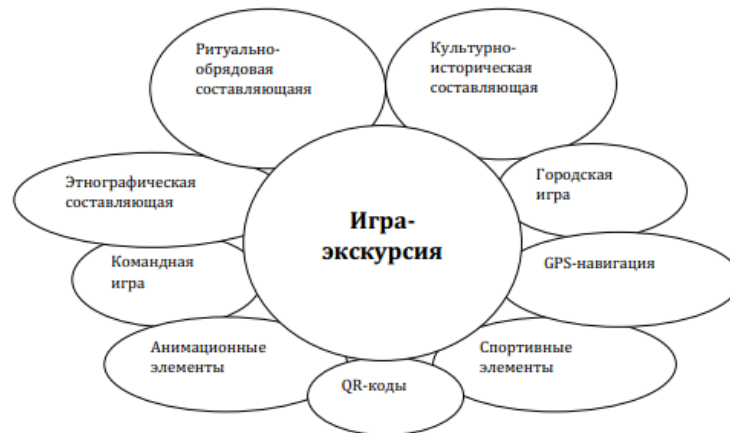 Ритуально-
обрядовая
составляющаяя
Культурно-
историческая
составляющая
Этнографическая
составляющая
Городская
игра
Игра-
экскурсия
Командная
игра
GPS-навигация
Анимационные
элементы
Спортивные
элементы
QR-коды